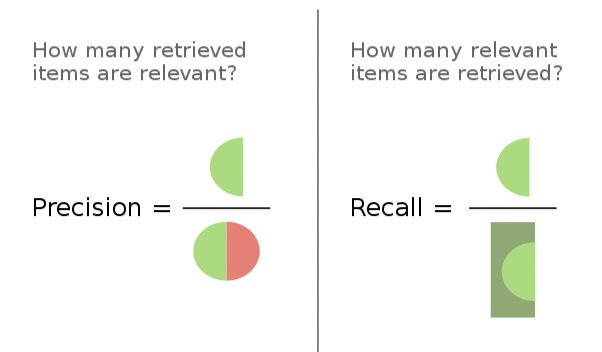 How many retrieved
items are relevant?
Precision =
How many relevant
items are retrieved?
Recall =